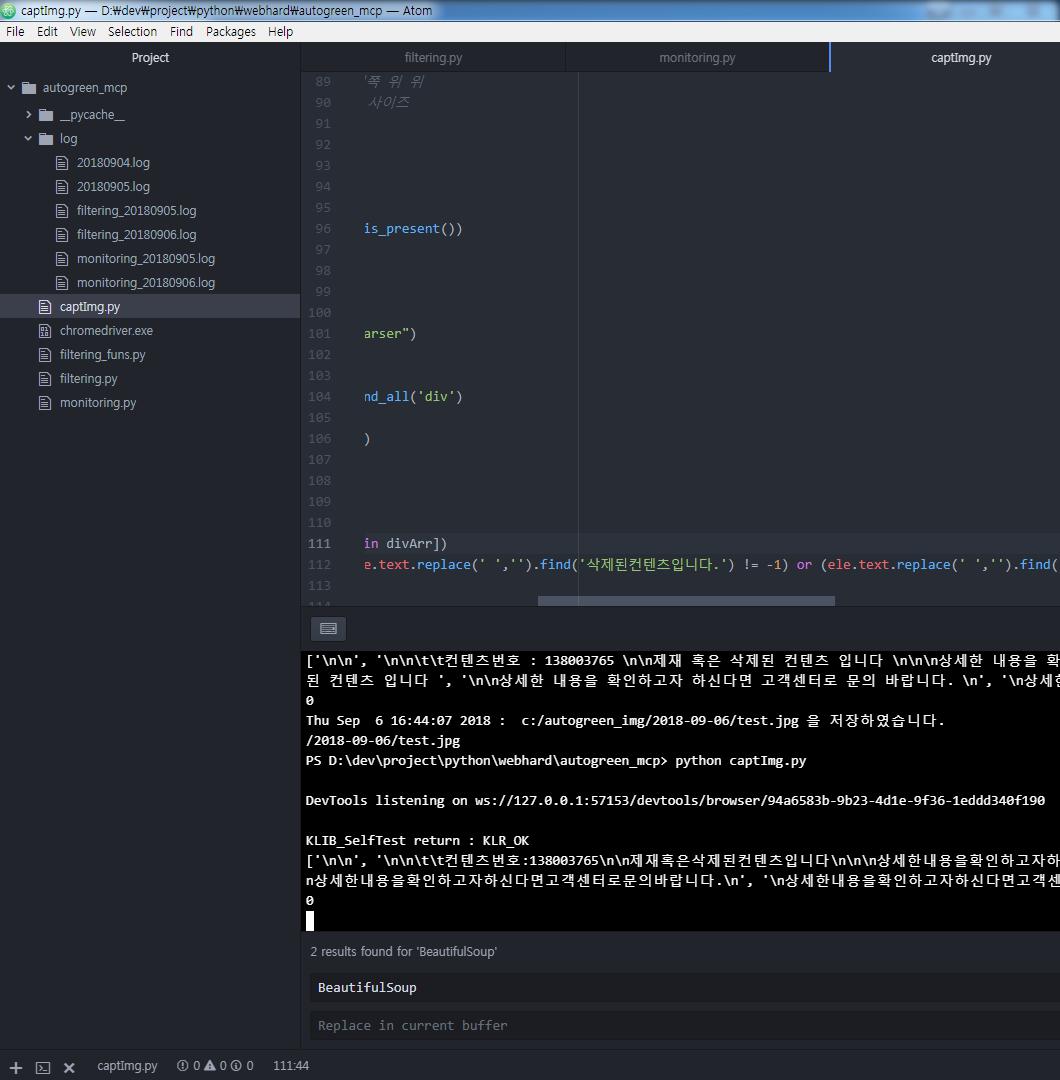 captImg.py — D:₩dev₩project₩python₩webhard₩autogreen_mcp — Atom
File Edit View Selection Find Packages Help
Project
autogreen_mcp
__pycache__
log
20180904.log
20180905.log
filtering_20180905.log
filtering_20180906.log
monitoring_20180905.log
monitoring_20180906.log
captImg.py
chromedriver.exe
filtering_funs.py
filtering.py
monitoring.py
filtering.py monitoring.py captImg.py
89 쪽 위 위
90 사이즈
91
92
93
94
95
96 is_present())
97
98
99
100
101 arser")
102
103
104 nd_all('div')
105
106 )
107
108
109
110
111 in divArr])
112 e.text.replace(' ','').find('삭제된컨텐츠입니다.') != -1) or (ele.text.replace(' ','').find(
113
114
['\n\n', '\n\n\t\t컨텐츠번호 : 138003765 \n\n제재 혹은 삭제된 컨텐츠 입니다 \n\n\n상세한 내용을 확
된 컨텐츠 입니다 ', '\n\n상세한 내용을 확인하고자 하신다면 고객센터로 문의 바랍니다. \n', '\n상세한
0
Thu Sep  6 16:44:07 2018 :  c:/autogreen_img/2018-09-06/test.jpg 을 저장하였습니다.
/2018-09-06/test.jpg
PS D:\dev\project\python\webhard\autogreen_mcp> python captImg.py
DevTools listening on ws://127.0.0.1:57153/devtools/browser/94a6583b-9b23-4d1e-9f36-1eddd340f190
KLIB_SelfTest return : KLR_OK
['\n\n', '\n\n\t\t컨텐츠번호:138003765\n\n제재혹은삭제된컨텐츠입니다\n\n\n상세한내용을확인하고자하
n상세한내용을확인하고자하신다면고객센터로문의바랍니다.\n', '\n상세한내용을확인하고자하신다면고객센
0
2 results found for 'BeautifulSoup'
BeautifulSoup
Replace in current buffer
captImg.py 0 0 0 111:44